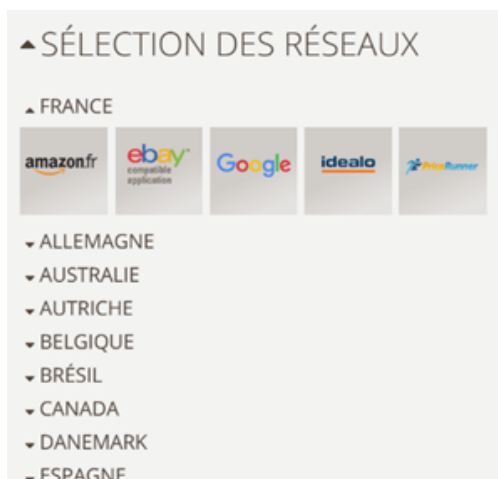 SÉLECTION DES RÉSEAUX
FRANCE
amazon.fr
ebay
compatible
application
Google
idealo
PriceRunner
ALLEMAGNE
AUSTRALIE
AUTRICHE
BELGIQUE
BRÉSIL
CANADA
DANEMARK
ESPAGNE